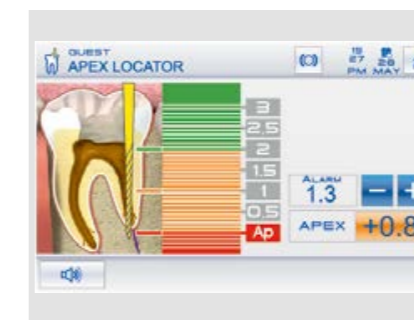 GUEST
APEX LOCATOR
15
27
PM
28
MAY
3
2.5
2
1.5
1
0.5
Ap
ALARM
1.3
APEX
+0.8